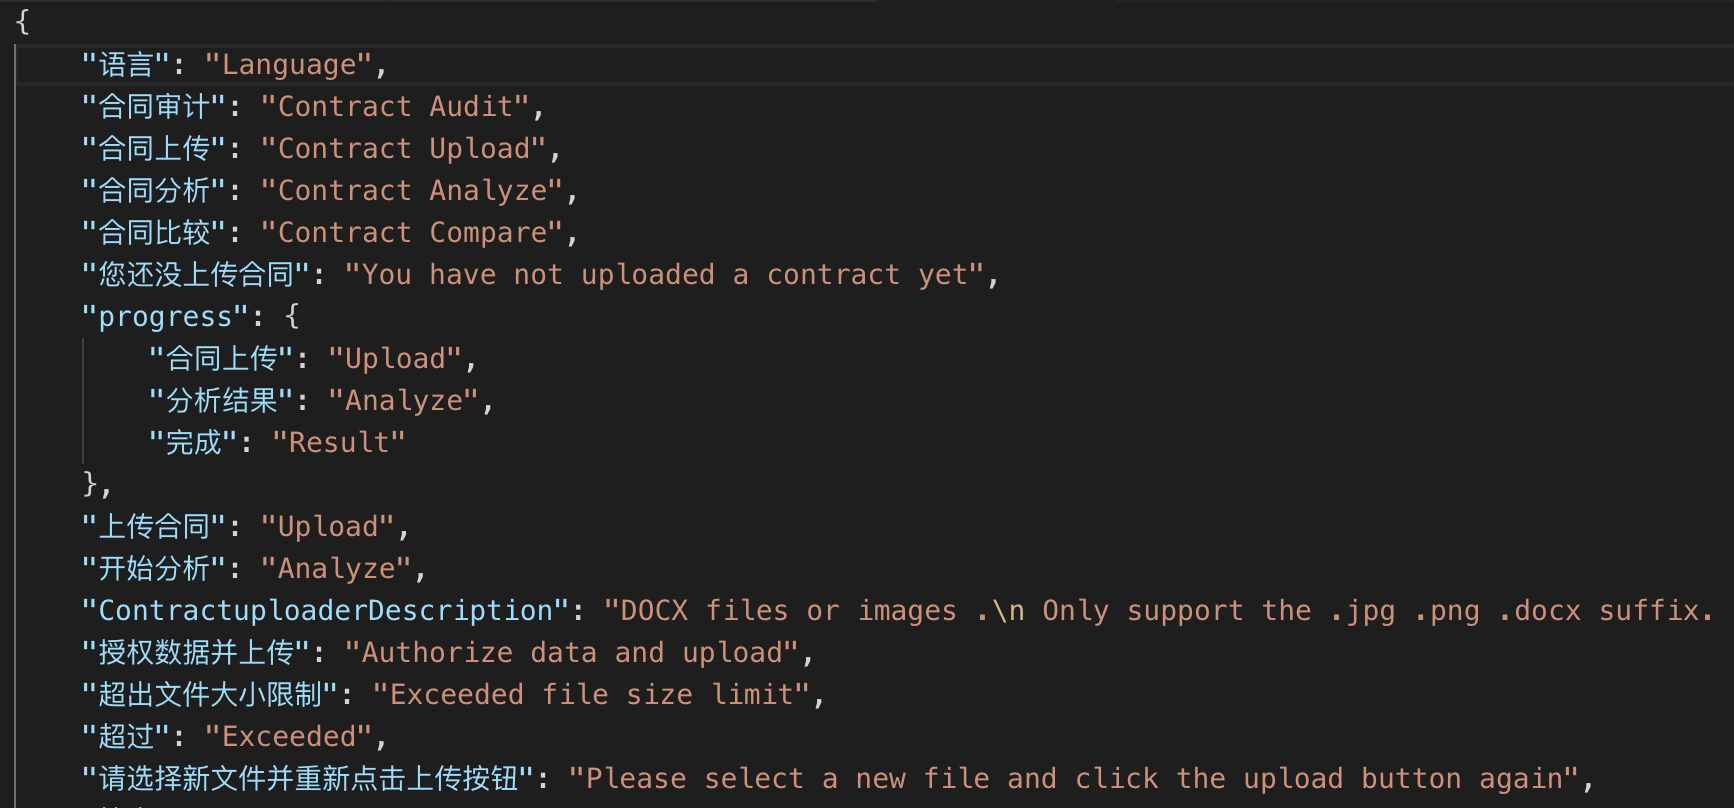 {
"语言": "Language",
"合同审计": "Contract Audit",
"合同上传": "Contract Upload",
"合同分析": "Contract Analyze",
"合同比较": "Contract Compare",
"您还没上传合同": "You have not uploaded a contract yet",
"progress": {
"合同上传": "Upload",
"分析结果": "Analyze",
"完成": "Result"
},
"上传合同": "Upload",
"开始分析": "Analyze",
"ContractuploaderDescription": "DOCX files or images .\n Only support the .jpg .png .docx suffix.
"授权数据并上传": "Authorize data and upload",
"超出文件大小限制": "Exceeded file size limit",
"超过": "Exceeded",
"请选择新文件并重新点击上传按钮": "Please select a new file and click the upload button again",